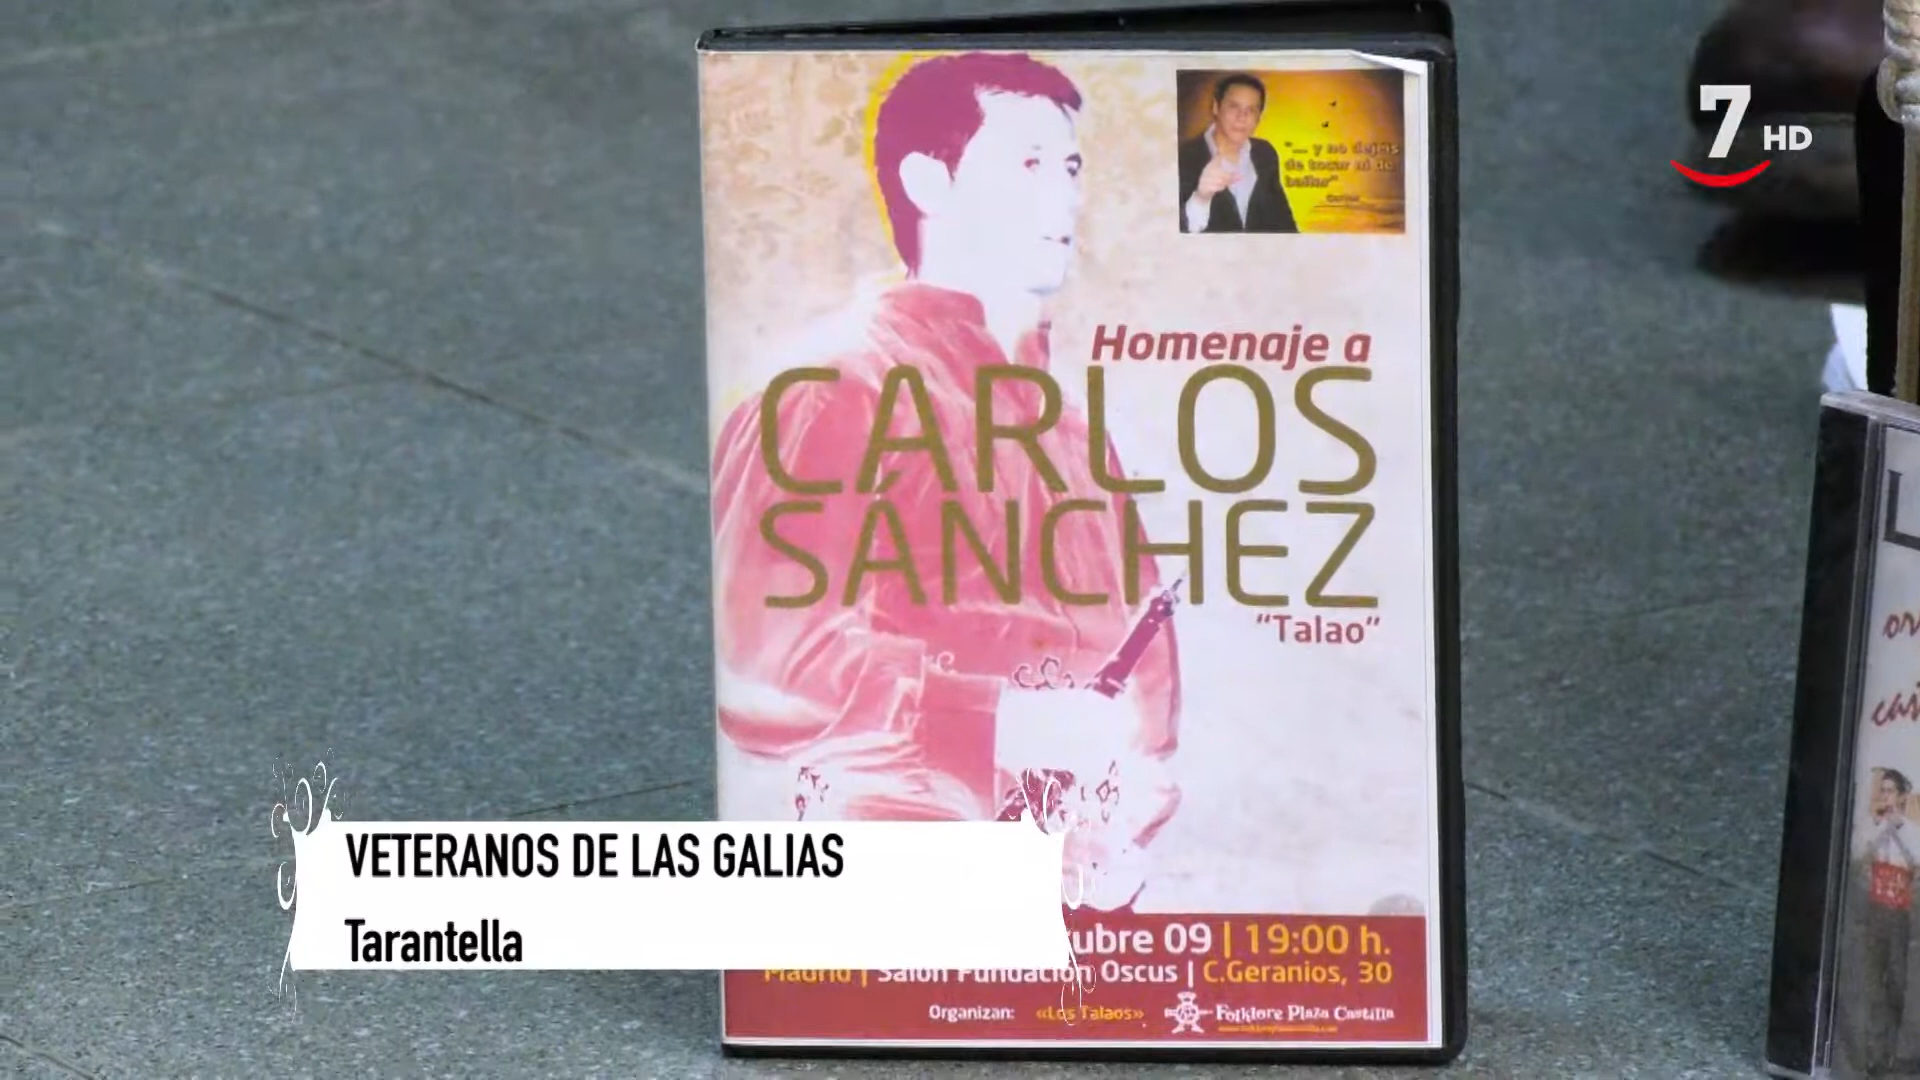 7 HD
"... y no dejéis
de tocar ni de
bailar"
Homenaje a
CARLOS
SÁNCHEZ
"Talao"
VETERANOS DE LAS GALIAS
Tarantella
ubre 09 | 19:00 h.
Madrid | Salón Fundación Oscus | C.Geranios, 30
Organizan: «Los Talaos» Folklore Plaza Castilla